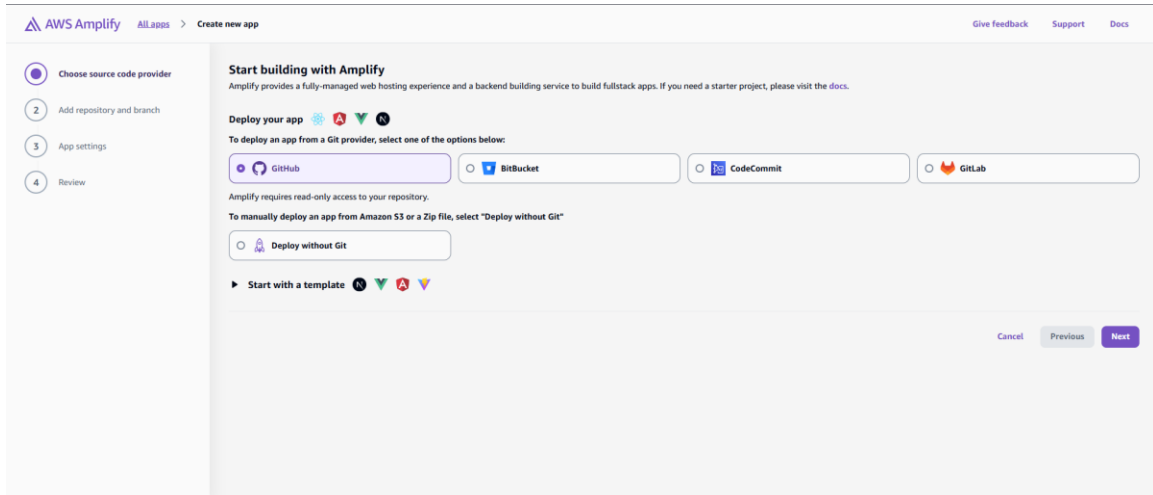 AWS Amplify All apps > Create new app Give feedback Support Docs
Choose source code provider
2 Add repository and branch
3 App settings
4 Review
Start building with Amplify
Amplify provides a fully-managed web hosting experience and a backend building service to build fullstack apps. If you need a starter project, please visit the docs.
Deploy your app
To deploy an app from a Git provider, select one of the options below:
GitHub BitBucket CodeCommit GitLab
Amplify requires read-only access to your repository.
To manually deploy an app from Amazon S3 or a Zip file, select "Deploy without Git"
Deploy without Git
Start with a template
Cancel Previous Next